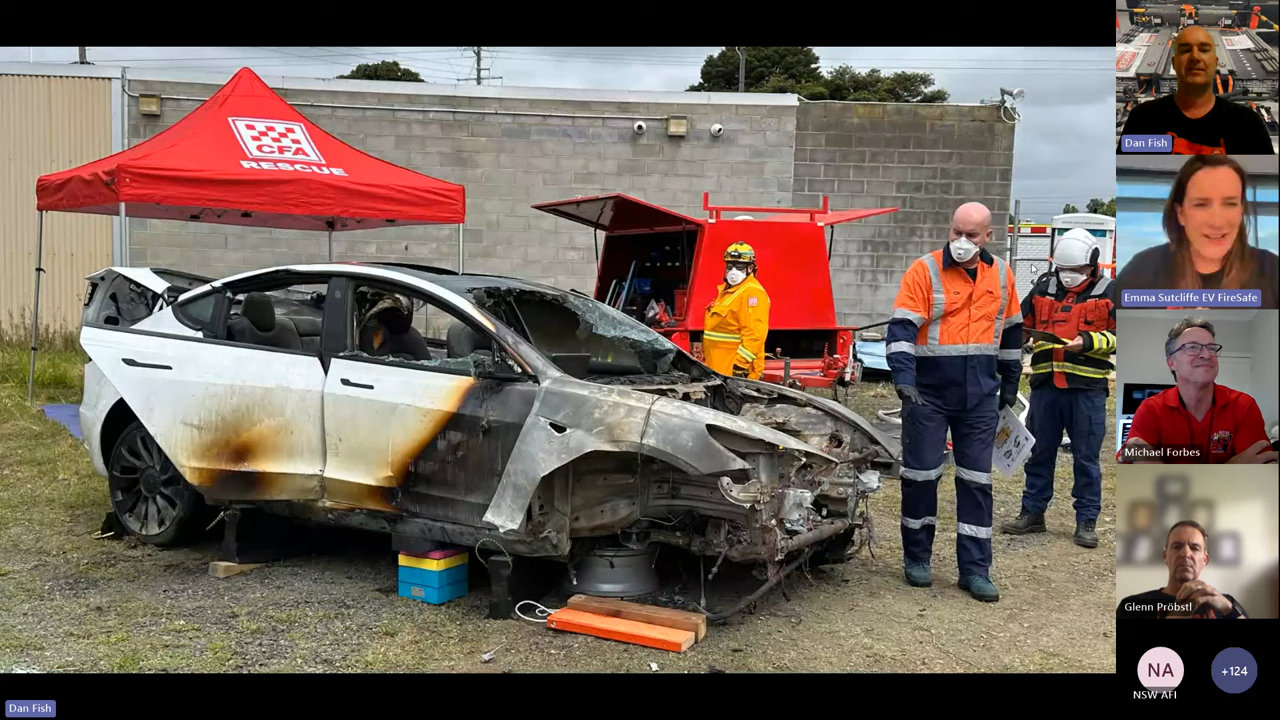 CFA
RESCUE
Dan Fish
Emma Sutcliffe EV FireSafe
Michael Forbes
Glenn Pröbstl
NA
+124
NSW AFI
Dan Fish